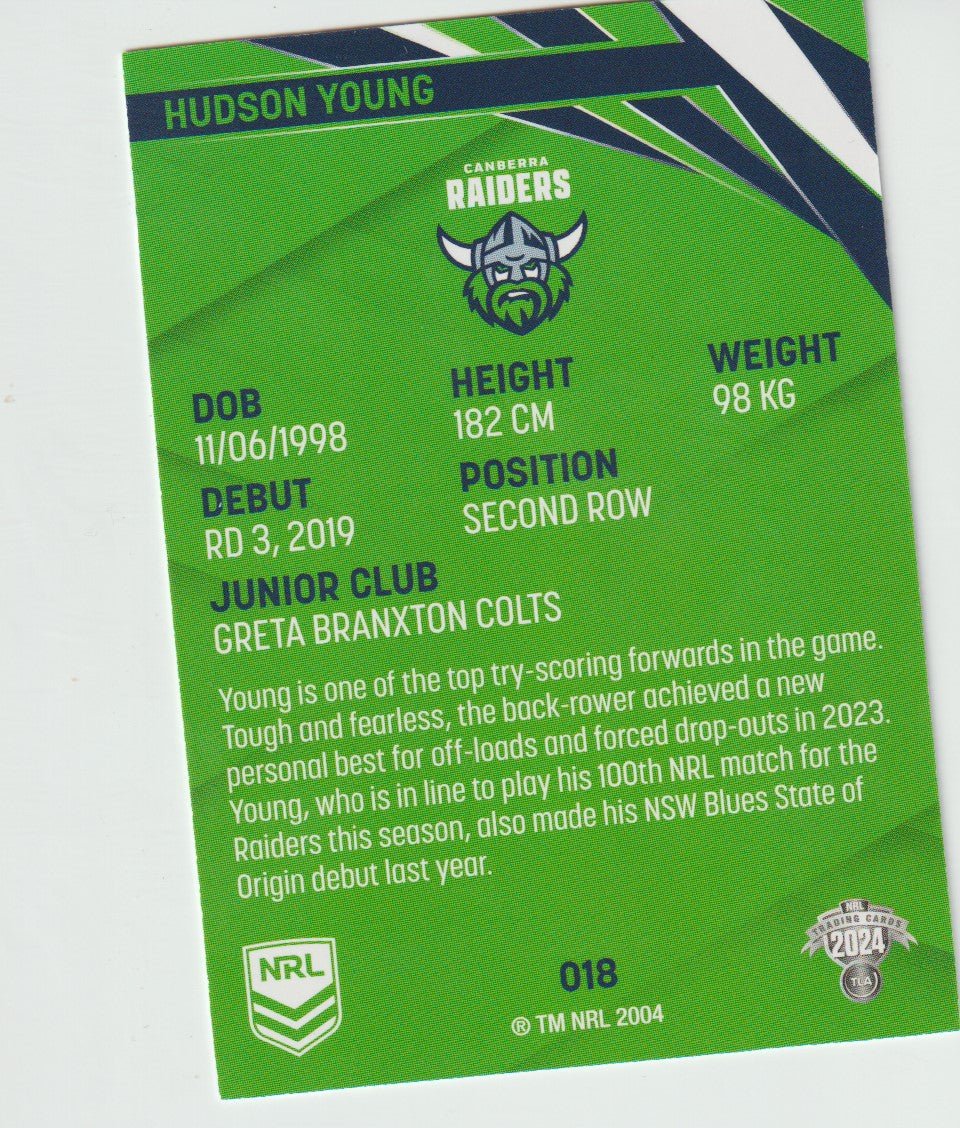 HUDSON YOUNG
CANBERRA
RAIDERS
DOB
11/06/1998
HEIGHT
182 CM
WEIGHT
98 KG
DEBUT
RD 3, 2019
POSITION
SECOND ROW
JUNIOR CLUB
GRETA BRANXTON COLTS
Young is one of the top try-scoring forwards in the game.
Tough and fearless, the back-rower achieved a new
personal best for off-loads and forced drop-outs in 2023.
Young, who is in line to play his 100th NRL match for the
Raiders this season, also made his NSW Blues State of
Origin debut last year.
NRL
018
® TM NRL 2004
NRL
TRADING CARDS
2024
TLA